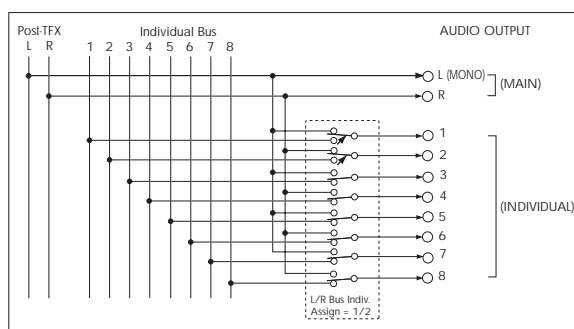 Post-TFX Individual Bus AUDIO OUTPUT
L R 1 2 3 4 5 6 7 8
L (MONO)
(MAIN)
R
1
2
3
4
(INDIVIDUAL)
5
6
7
8
L/R Bus Indiv.
Assign = 1/2